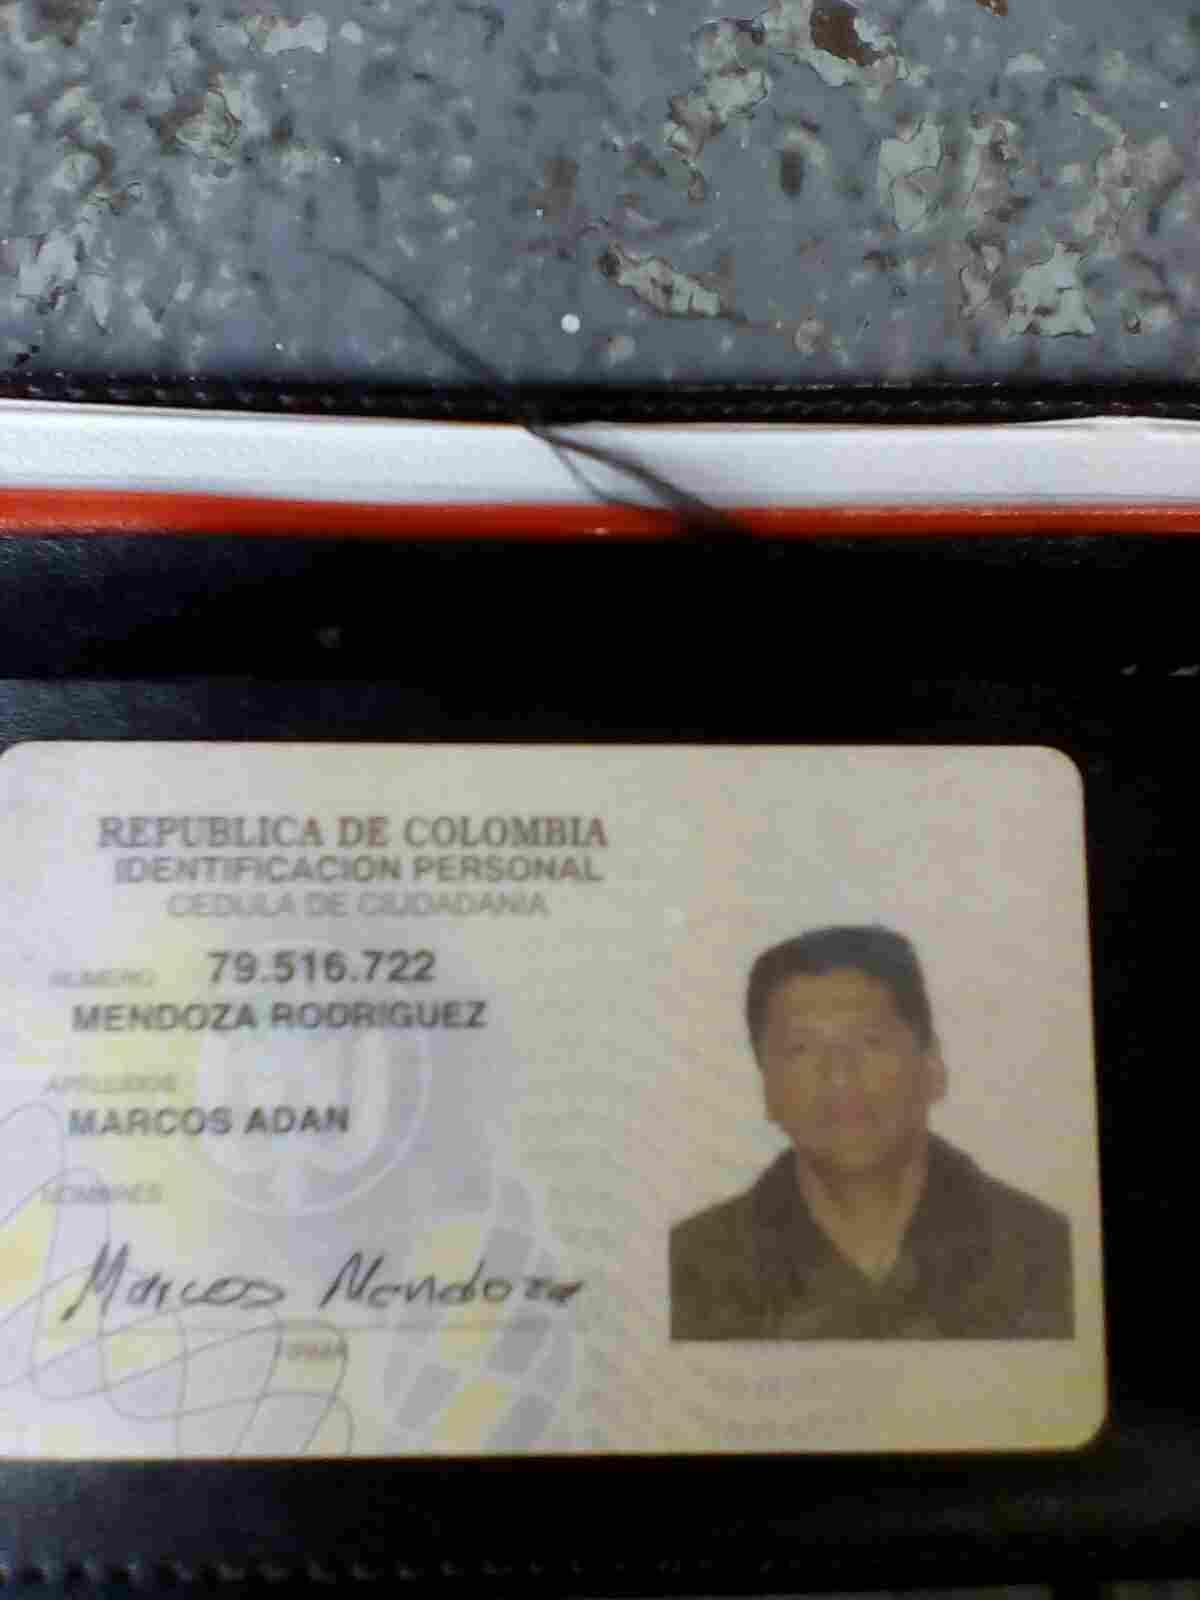 REPUBLICA DE COLOMBIA
IDENTIFICACION PERSONAL
CEDULA DE CIUDADANIA
NUMERO 79.516.722
MENDOZA RODRIGUEZ
APELLIDOS
MARCOS ADAN
NOMBRES
Marcos Mendoza
FIRMA